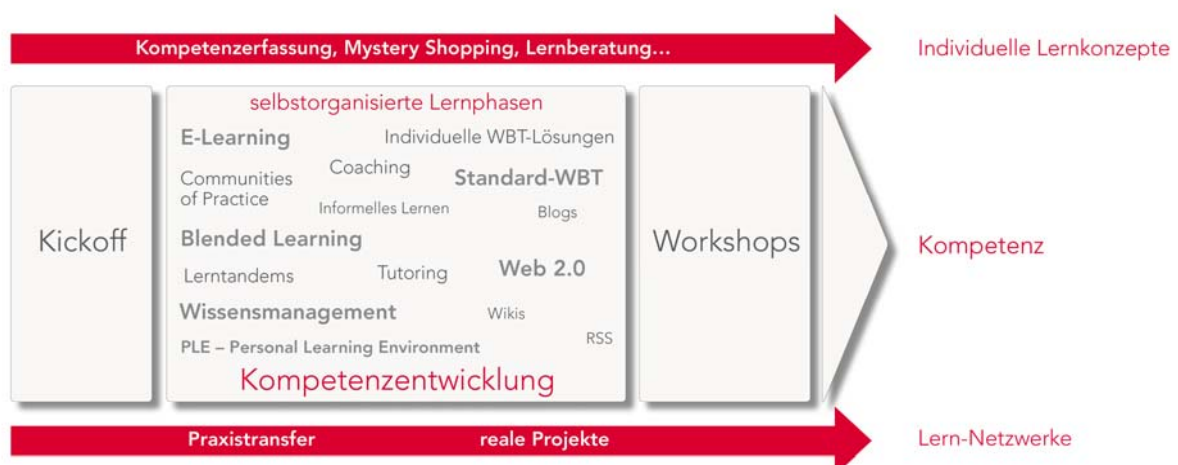 Kompetenzerfassung, Mystery Shopping, Lernberatung...
Individuelle Lernkonzepte
Kickoff
selbstorganisierte Lernphasen
E-Learning
Individuelle WBT-Lösungen
Coaching
Communities
of Practice
Standard-WBT
Informelles Lernen
Blogs
Blended Learning
Lerntandems
Tutoring
Web 2.0
Wissensmanagement
Wikis
PLE – Personal Learning Environment
RSS
Kompetenzentwicklung
Workshops
Kompetenz
Praxistransfer
reale Projekte
Lern-Netzwerke